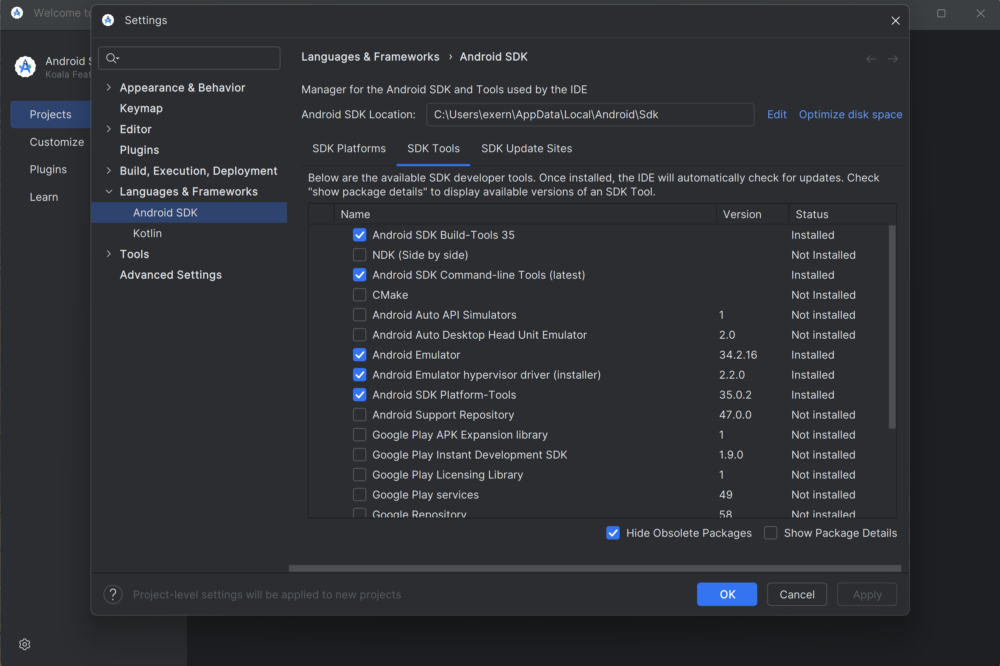 Welcome to
Settings
Android S
Koala Feat
Projects
Customize
Plugins
Learn
Appearance & Behavior
Keymap
Editor
Plugins
Build, Execution, Deployment
Languages & Frameworks
Android SDK
Kotlin
Tools
Advanced Settings
Languages & Frameworks › Android SDK
Manager for the Android SDK and Tools used by the IDE
Android SDK Location: C:\Users\exern\AppData\Local\Android\Sdk Edit Optimize disk space
SDK Platforms SDK Tools SDK Update Sites
Below are the available SDK developer tools. Once installed, the IDE will automatically check for updates. Check
"show package details" to display available versions of an SDK Tool.
Name Version Status
Android SDK Build-Tools 35 Installed
NDK (Side by side) Not Installed
Android SDK Command-line Tools (latest) Installed
CMake Not Installed
Android Auto API Simulators 1 Not installed
Android Auto Desktop Head Unit Emulator 2.0 Not installed
Android Emulator 34.2.16 Installed
Android Emulator hypervisor driver (installer) 2.2.0 Installed
Android SDK Platform-Tools 35.0.2 Installed
Android Support Repository 47.0.0 Not installed
Google Play APK Expansion library 1 Not installed
Google Play Instant Development SDK 1.9.0 Not installed
Google Play Licensing Library 1 Not installed
Google Play services 49 Not installed
Google Repository 58 Not installed
Hide Obsolete Packages Show Package Details
? Project-level settings will be applied to new projects
OK Cancel Apply